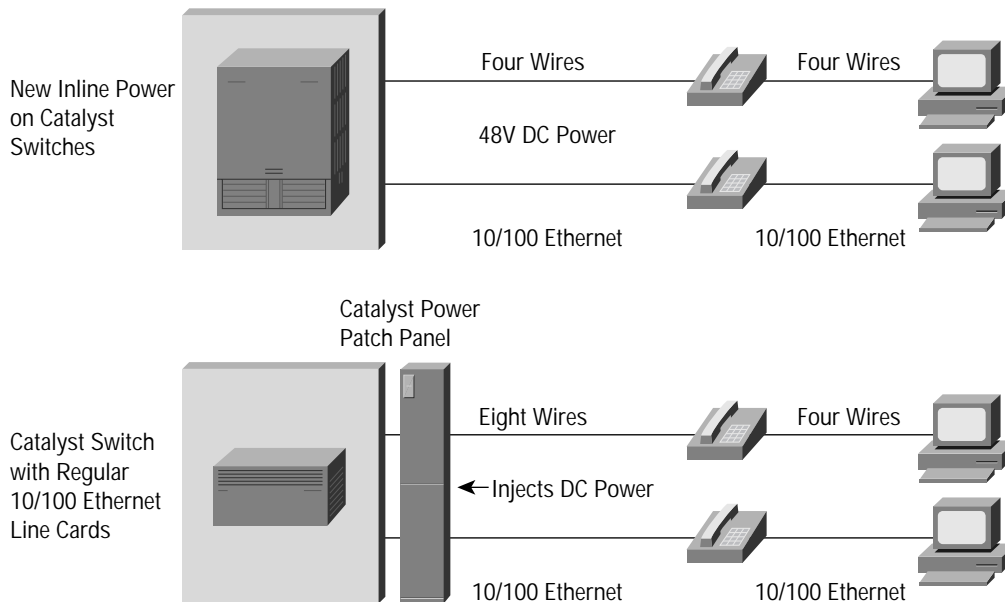 New Inline Power
on Catalyst
Switches
Four Wires
Four Wires
48V DC Power
10/100 Ethernet
10/100 Ethernet
Catalyst Power
Patch Panel
Catalyst Switch
with Regular
10/100 Ethernet
Line Cards
Eight Wires
Four Wires
Injects DC Power
10/100 Ethernet
10/100 Ethernet